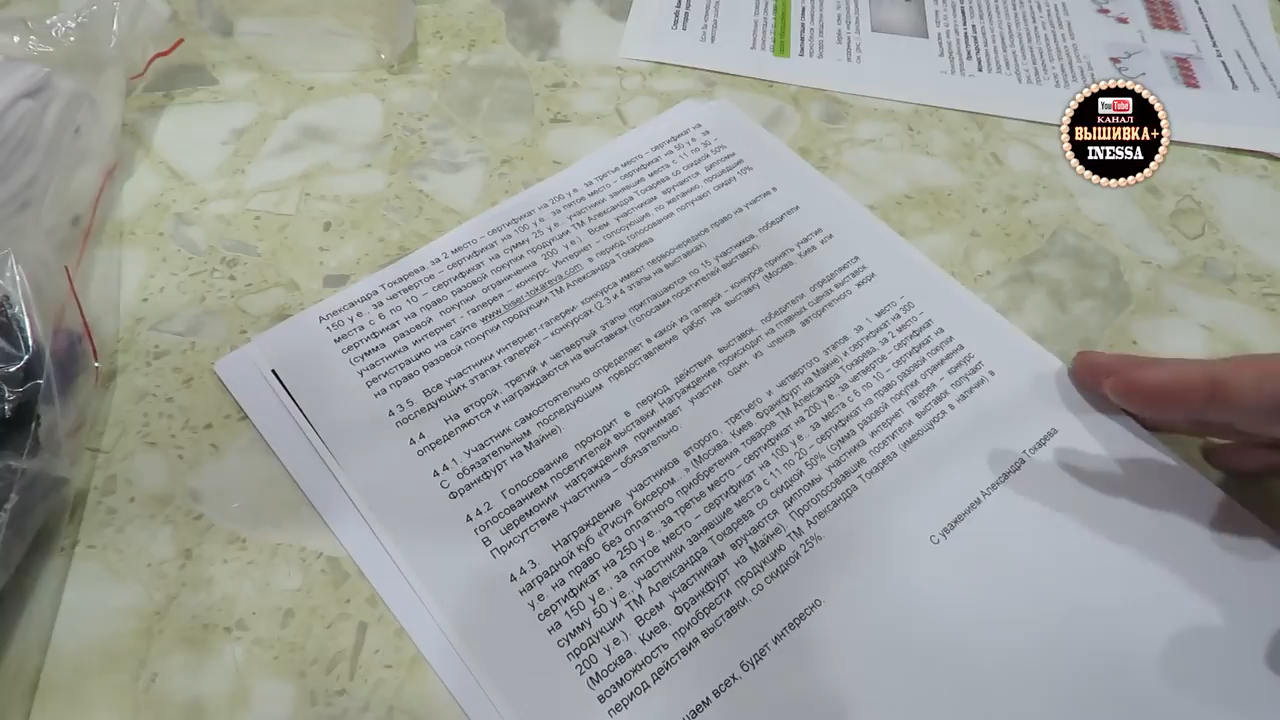 Александра Токарева, за 2 место – сертификат на 200 у.е., за третье место – сертификат на
150 у.е., за четвертое – сертификат на 100 у.е., за пятое место – сертификат на 50 у.е., за
места с 6 по 10 – сертификат на сумму 25 у.е., участники занявшие места с 11 по 30 –
сертификат на право разовой покупки продукции ТМ Александра Токарева со скидкой 50%
(сумма разовой покупки ограничена 200 у.е.). Всем участникам вручаются дипломы
участника интернет - галереи – конкурс. Интернет – голосующие, по желанию, прошедшие
регистрацию на сайте www.biser-tokareva.com в период голосования получают скидку 10%
на право разовой покупки продукции ТМ Александра Токарева
4.3.5. Все участники интернет-галереи, конкурса имеют первоочередное право на участие в
последующих этапах галерей – конкурсах (2,3 и 4 этапы на выставках)
4.4. На второй, третий и четвертый этапы приглашаются по 15 участников, победители
определяются и награждаются на выставках (голосами посетителей выставок).
4.4.1. Участник самостоятельно определяет в какой из галерей – конкурсе принять участие
С обязательным последующим предоставление работ на выставку (Москва, Киев или
Франкфурт на Майне).
4.4.2. Голосование проходит в период действия выставок, победители определяются
голосованием посетителей выставки. Награждение происходит на главных сценах выставок
В церемонии награждения принимает участии один из членов авторитетного жюри
Присутствие участника – обязательно.
4.4.3. Награждение участников второго, третьего и четвертого этапов: за 1 место –
наградной куб «Рисуя бисером…» (Москва, Киев, Франкфурт на Майне) и сертификат на 300
у.е. на право без оплатного приобретения товаров ТМ Александра Токарева, за 2 место –
сертификат на 250 у.е., за третье место – сертификат на 200 у.е., за четвертое – сертификат
на 150 у.е., за пятое место – сертификат на 100 у.е., за места с 6 по 10 – сертификат на
сумму 50 у.е., участники занявшие места с 11 по 20 – сертификат на право разовой покупки
продукции ТМ Александра Токарева со скидкой 50% (сумма разовой покупки ограничена
200 у.е.). Всем участникам вручаются дипломы участника интернет галереи - конкурс
(Москва, Киев, Франкфурт на Майне). Проголосовавшие посетители выставок получают
возможность приобрести продукцию ТМ Александра Токарева (имеющуюся в наличии) в
период действия выставки, со скидкой 25%.
аем всех, будет интересно.
С уважением Александра Токарева
You Tube
КАНАЛ
ВЫШИВКА+
INESSA